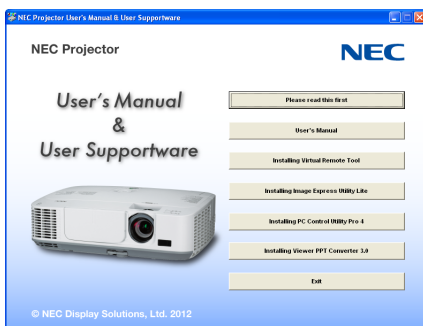 NEC Projector User's Manual & User Supportware
NEC Projector
NEC
User's Manual
&
User Supportware
Please read this first
User's Manual
Installing Virtual Remote Tool
Installing Image Express Utility Lite
Installing PC Control Utility Pro 4
Installing Viewer PPT Converter 3.0
Exit
© NEC Display Solutions, Ltd. 2012